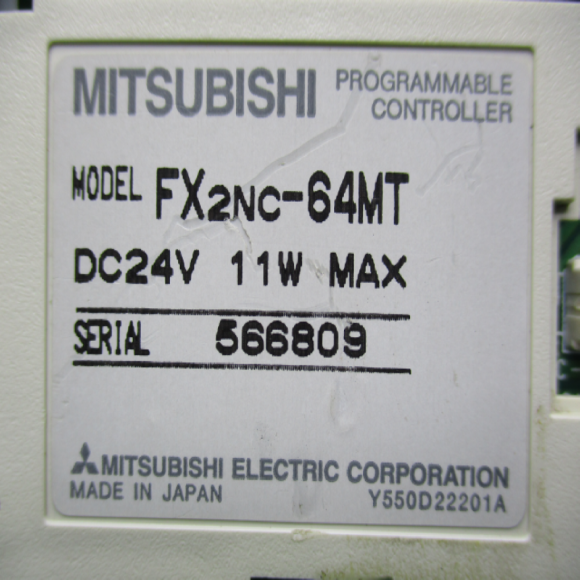 MITSUBISHI PROGRAMMABLE CONTROLLER
MODEL FX2NC-64MT
DC24V 11W MAX
SERIAL 566809
MITSUBISHI ELECTRIC CORPORATION
MADE IN JAPAN Y550D22201A